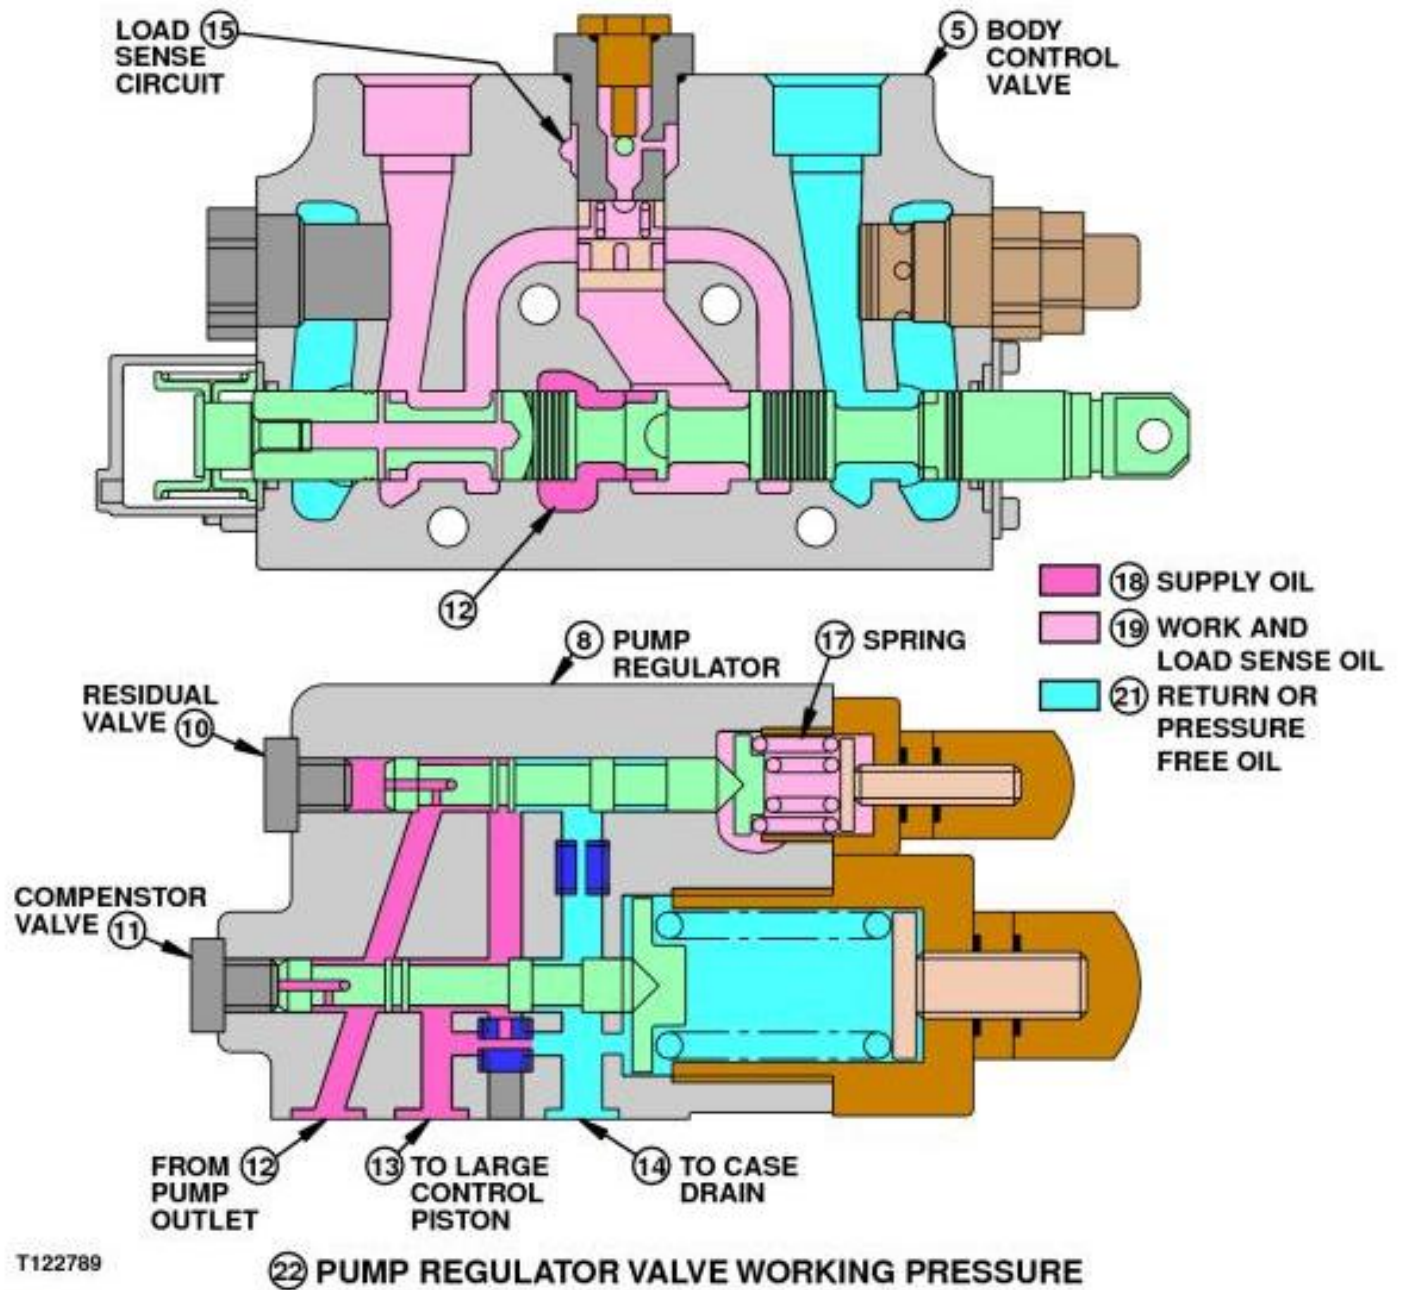 LOAD 15
SENSE
CIRCUIT
5 BODY
CONTROL
VALVE
12
18 SUPPLY OIL
19 WORK AND
LOAD SENSE OIL
21 RETURN OR
PRESSURE
FREE OIL
8 PUMP
REGULATOR
17 SPRING
RESIDUAL
VALVE 10
COMPENSTOR
VALVE 11
FROM 12
PUMP
OUTLET
13 TO LARGE
CONTROL
PISTON
14 TO CASE
DRAIN
T122789
22 PUMP REGULATOR VALVE WORKING PRESSURE